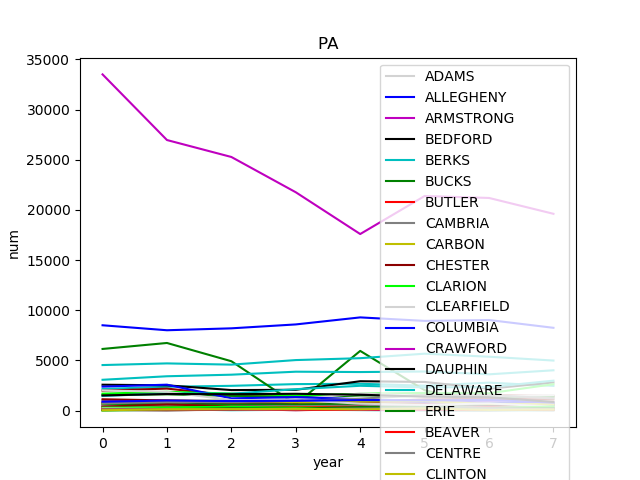 PA
35000
30000
25000
20000
15000
10000
5000
0
num
0 1 2 3 4 5 6 7
year
ADAMS
ALLEGHENY
ARMSTRONG
BEDFORD
BERKS
BUCKS
BUTLER
CAMBRIA
CARBON
CHESTER
CLARION
CLEARFIELD
COLUMBIA
CRAWFORD
DAUPHIN
DELAWARE
ERIE
BEAVER
CENTRE
CLINTON